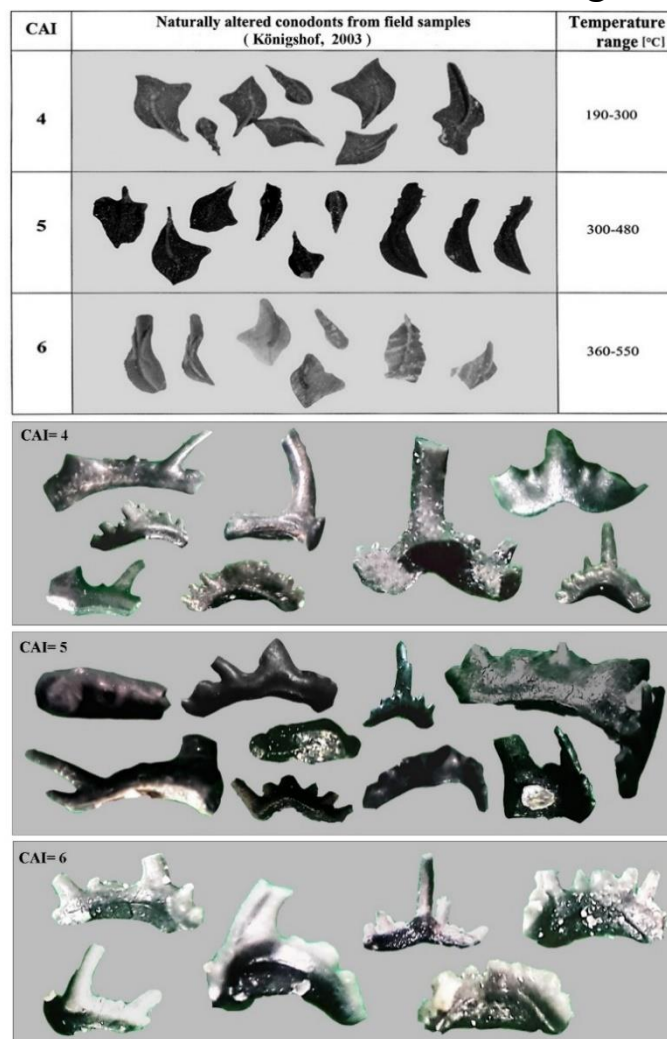 CAI
Naturally altered conodonts from field samples
( Königshof, 2003 )
Temperature
range [°C]
4
190-300
5
300-480
6
360-550
CAI= 4
CAI= 5
CAI= 6